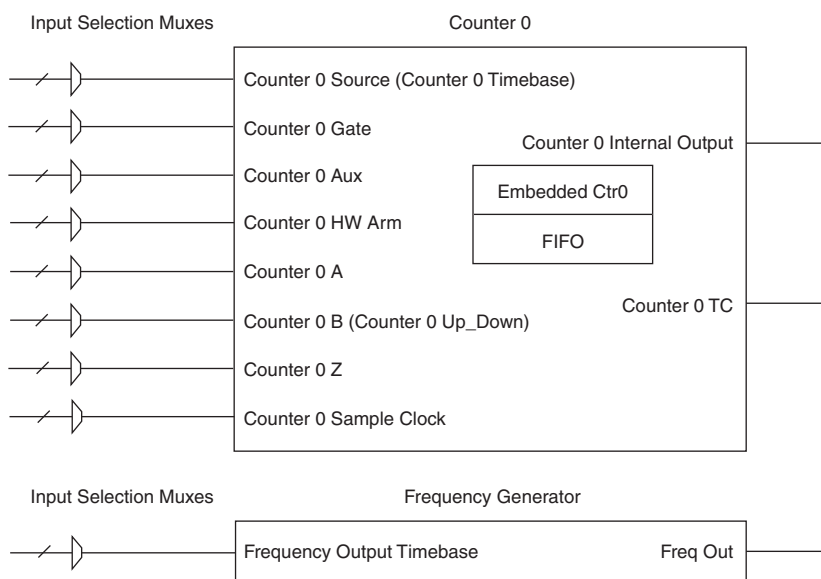 Input Selection Muxes
Counter 0
Counter 0 Source (Counter 0 Timebase)
Counter 0 Gate
Counter 0 Internal Output
Counter 0 Aux
Embedded Ctr0
Counter 0 HW Arm
FIFO
Counter 0 A
Counter 0 TC
Counter 0 B (Counter 0 Up_Down)
Counter 0 Z
Counter 0 Sample Clock
Input Selection Muxes
Frequency Generator
Frequency Output Timebase
Freq Out